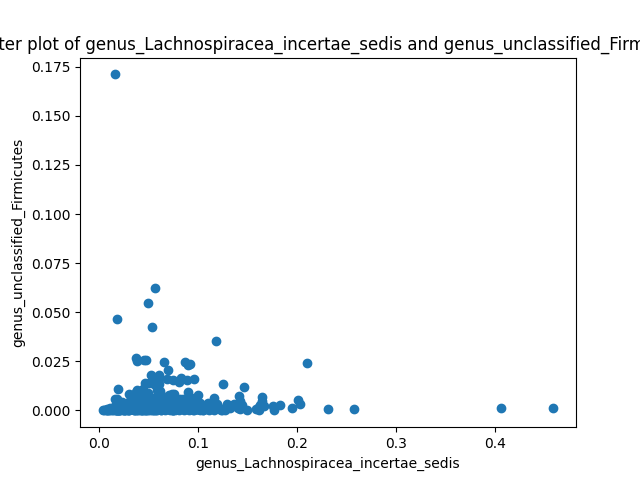 ter plot of genus_Lachnospiracea_incertae_sedis and genus_unclassified_Firm
0.175
0.150
0.125
0.100
0.075
0.050
0.025
0.000
genus_unclassified_Firmicutes
0.0 0.1 0.2 0.3 0.4
genus_Lachnospiracea_incertae_sedis